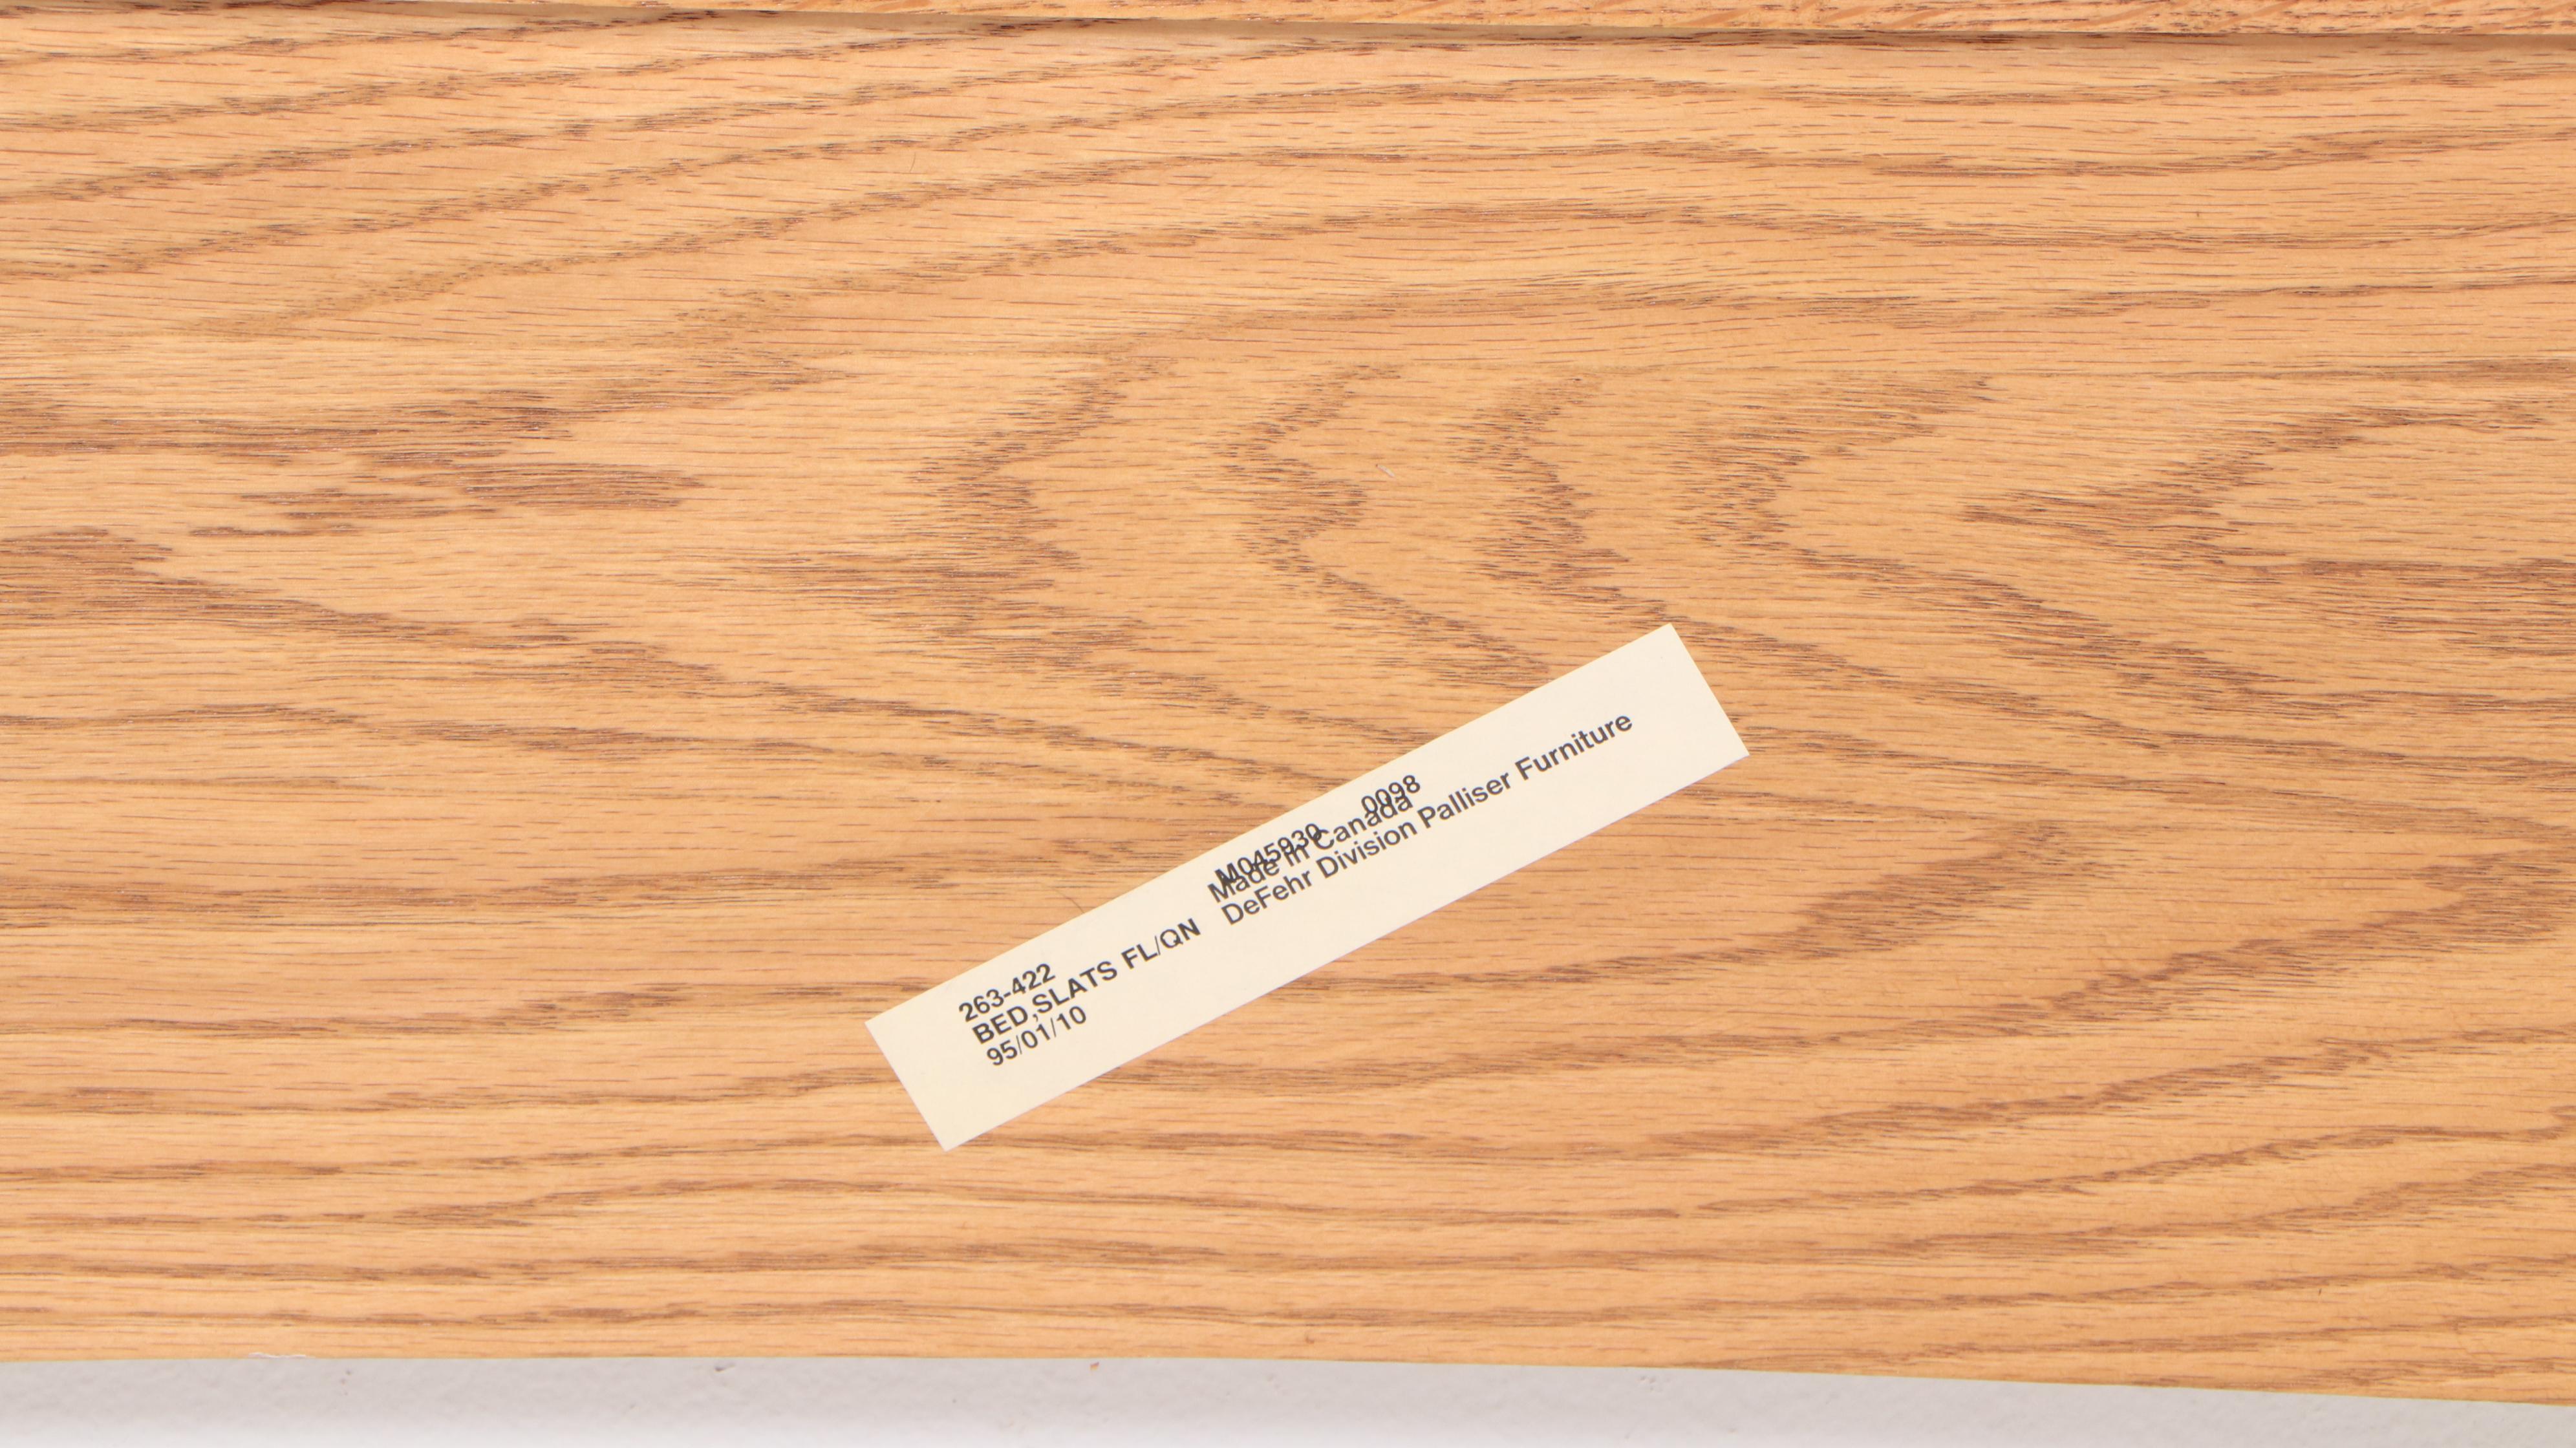 263-422
BED,SLATS FL/QN
95/01/10
M045930 0098
Made in Canada
DeFehr Division Palliser Furniture